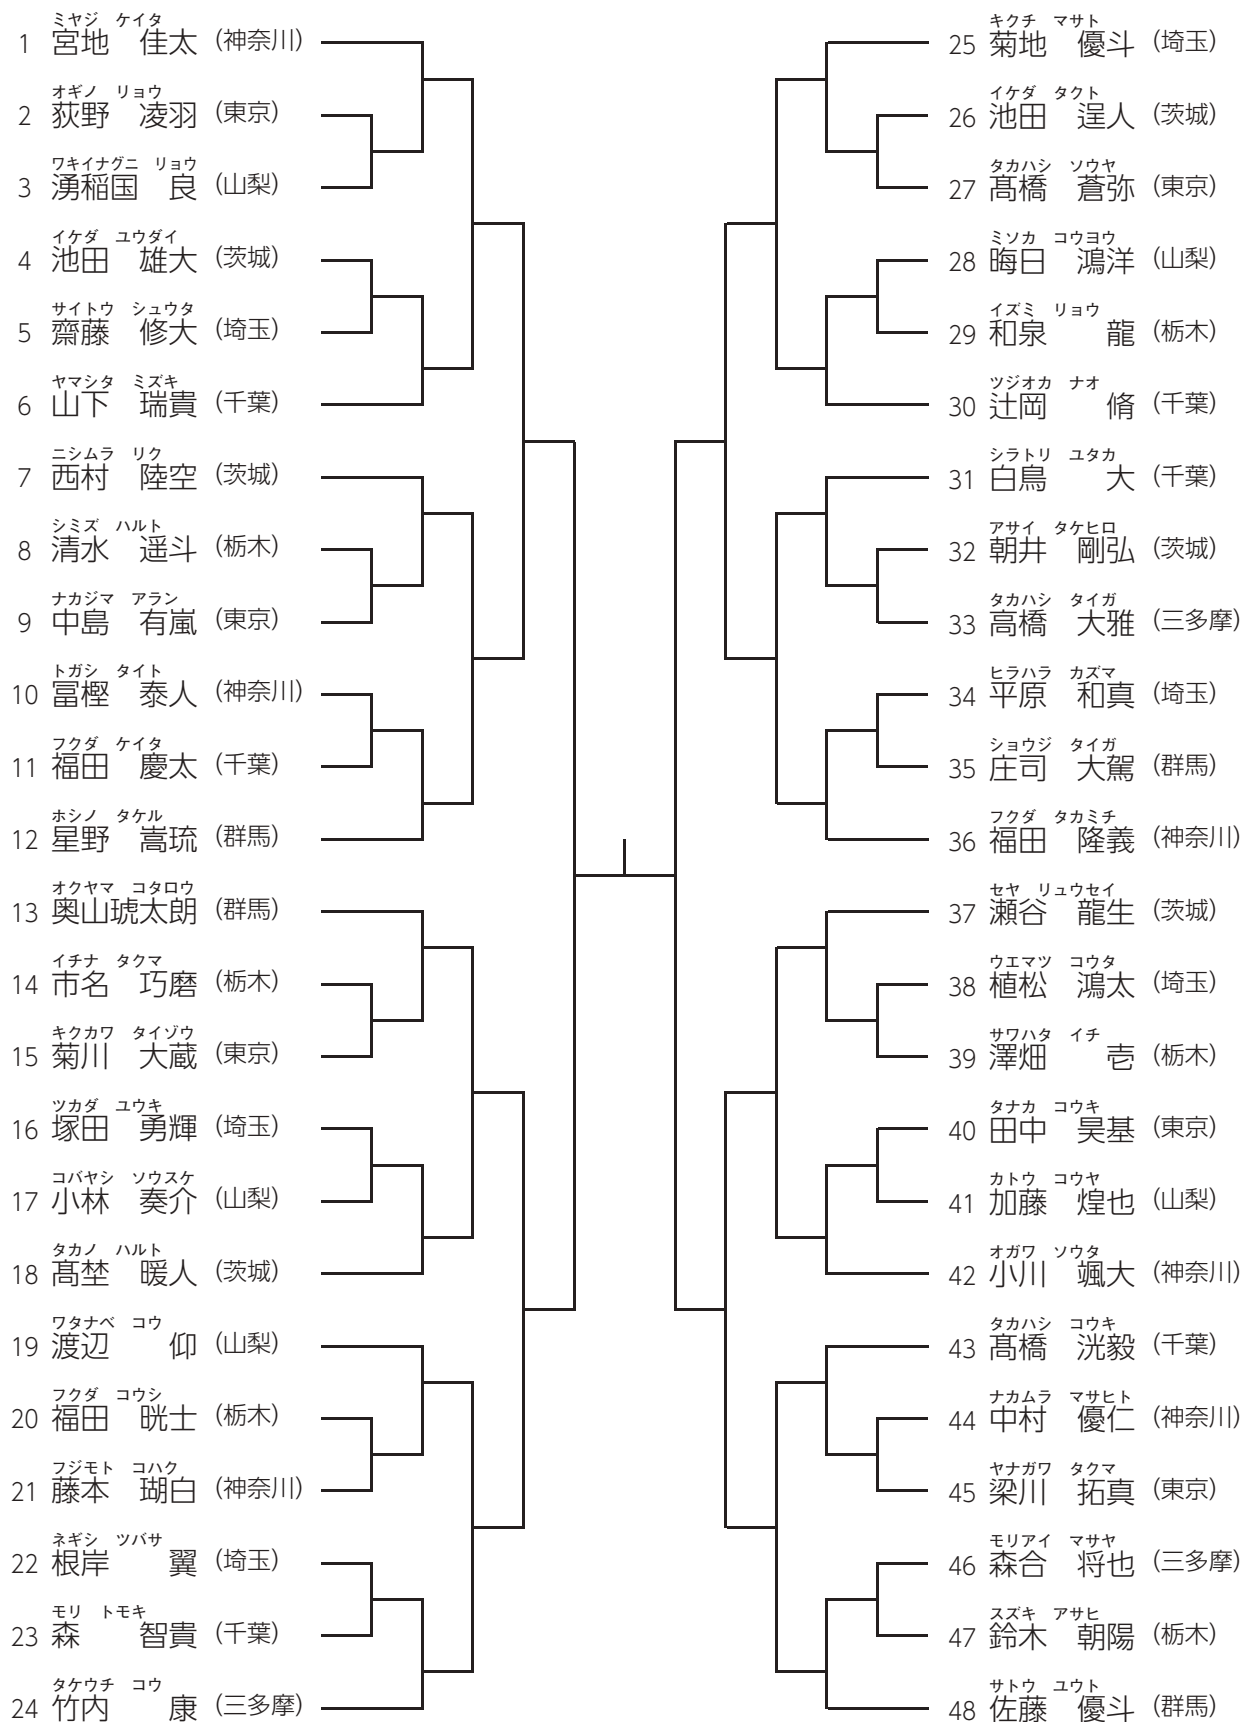 ミヤジ ケイタ
1 宮地 佳太 (神奈川)
オギノ リョウ
2 荻野 凌羽 (東京)
ワキイナグニ リョウ
3 湧稲国 良 (山梨)
イケダ ユウダイ
4 池田 雄大 (茨城)
サイトウ シュウタ
5 齋藤 修大 (埼玉)
ヤマシタ ミズキ
6 山下 瑞貴 (千葉)
ニシムラ リク
7 西村 陸空 (茨城)
シミズ ハルト
8 清水 遥斗 (栃木)
ナカジマ アラン
9 中島 有嵐 (東京)
トガシ タイト
10 冨樫 泰人 (神奈川)
フクダ ケイタ
11 福田 慶太 (千葉)
ホシノ タケル
12 星野 嵩琉 (群馬)
オクヤマ コタロウ
13 奥山琥太朗 (群馬)
イチナ タクマ
14 市名 巧磨 (栃木)
キクカワ タイゾウ
15 菊川 大蔵 (東京)
ツカダ ユウキ
16 塚田 勇輝 (埼玉)
コバヤシ ソウスケ
17 小林 奏介 (山梨)
タカノ ハルト
18 髙埜 暖人 (茨城)
ワタナベ コウ
19 渡辺 仰 (山梨)
フクダ コウシ
20 福田 晄士 (栃木)
フジモト コハク
21 藤本 瑚白 (神奈川)
ネギシ ツバサ
22 根岸 翼 (埼玉)
モリ トモキ
23 森 智貴 (千葉)
タケウチ コウ
24 竹内 康 (三多摩)
キクチ マサト
25 菊地 優斗 (埼玉)
イケダ タクト
26 池田 逞人 (茨城)
タカハシ ソウヤ
27 髙橋 蒼弥 (東京)
ミソカ コウヨウ
28 晦日 鴻洋 (山梨)
イズミ リョウ
29 和泉 龍 (栃木)
ツジオカ ナオ
30 辻岡 脩 (千葉)
シラトリ ユタカ
31 白鳥 大 (千葉)
アサイ タケヒロ
32 朝井 剛弘 (茨城)
タカハシ タイガ
33 高橋 大雅 (三多摩)
ヒラハラ カズマ
34 平原 和真 (埼玉)
ショウジ タイガ
35 庄司 大駕 (群馬)
フクダ タカミチ
36 福田 隆義 (神奈川)
セヤ リュウセイ
37 瀬谷 龍生 (茨城)
ウエマツ コウタ
38 植松 鴻太 (埼玉)
サワハタ イチ
39 澤畑 壱 (栃木)
タナカ コウキ
40 田中 昊基 (東京)
カトウ コウヤ
41 加藤 煌也 (山梨)
オガワ ソウタ
42 小川 颯大 (神奈川)
タカハシ コウキ
43 髙橋 洸毅 (千葉)
ナカムラ マサヒト
44 中村 優仁 (神奈川)
ヤナガワ タクマ
45 梁川 拓真 (東京)
モリアイ マサヤ
46 森合 将也 (三多摩)
スズキ アサヒ
47 鈴木 朝陽 (栃木)
サトウ ユウト
48 佐藤 優斗 (群馬)